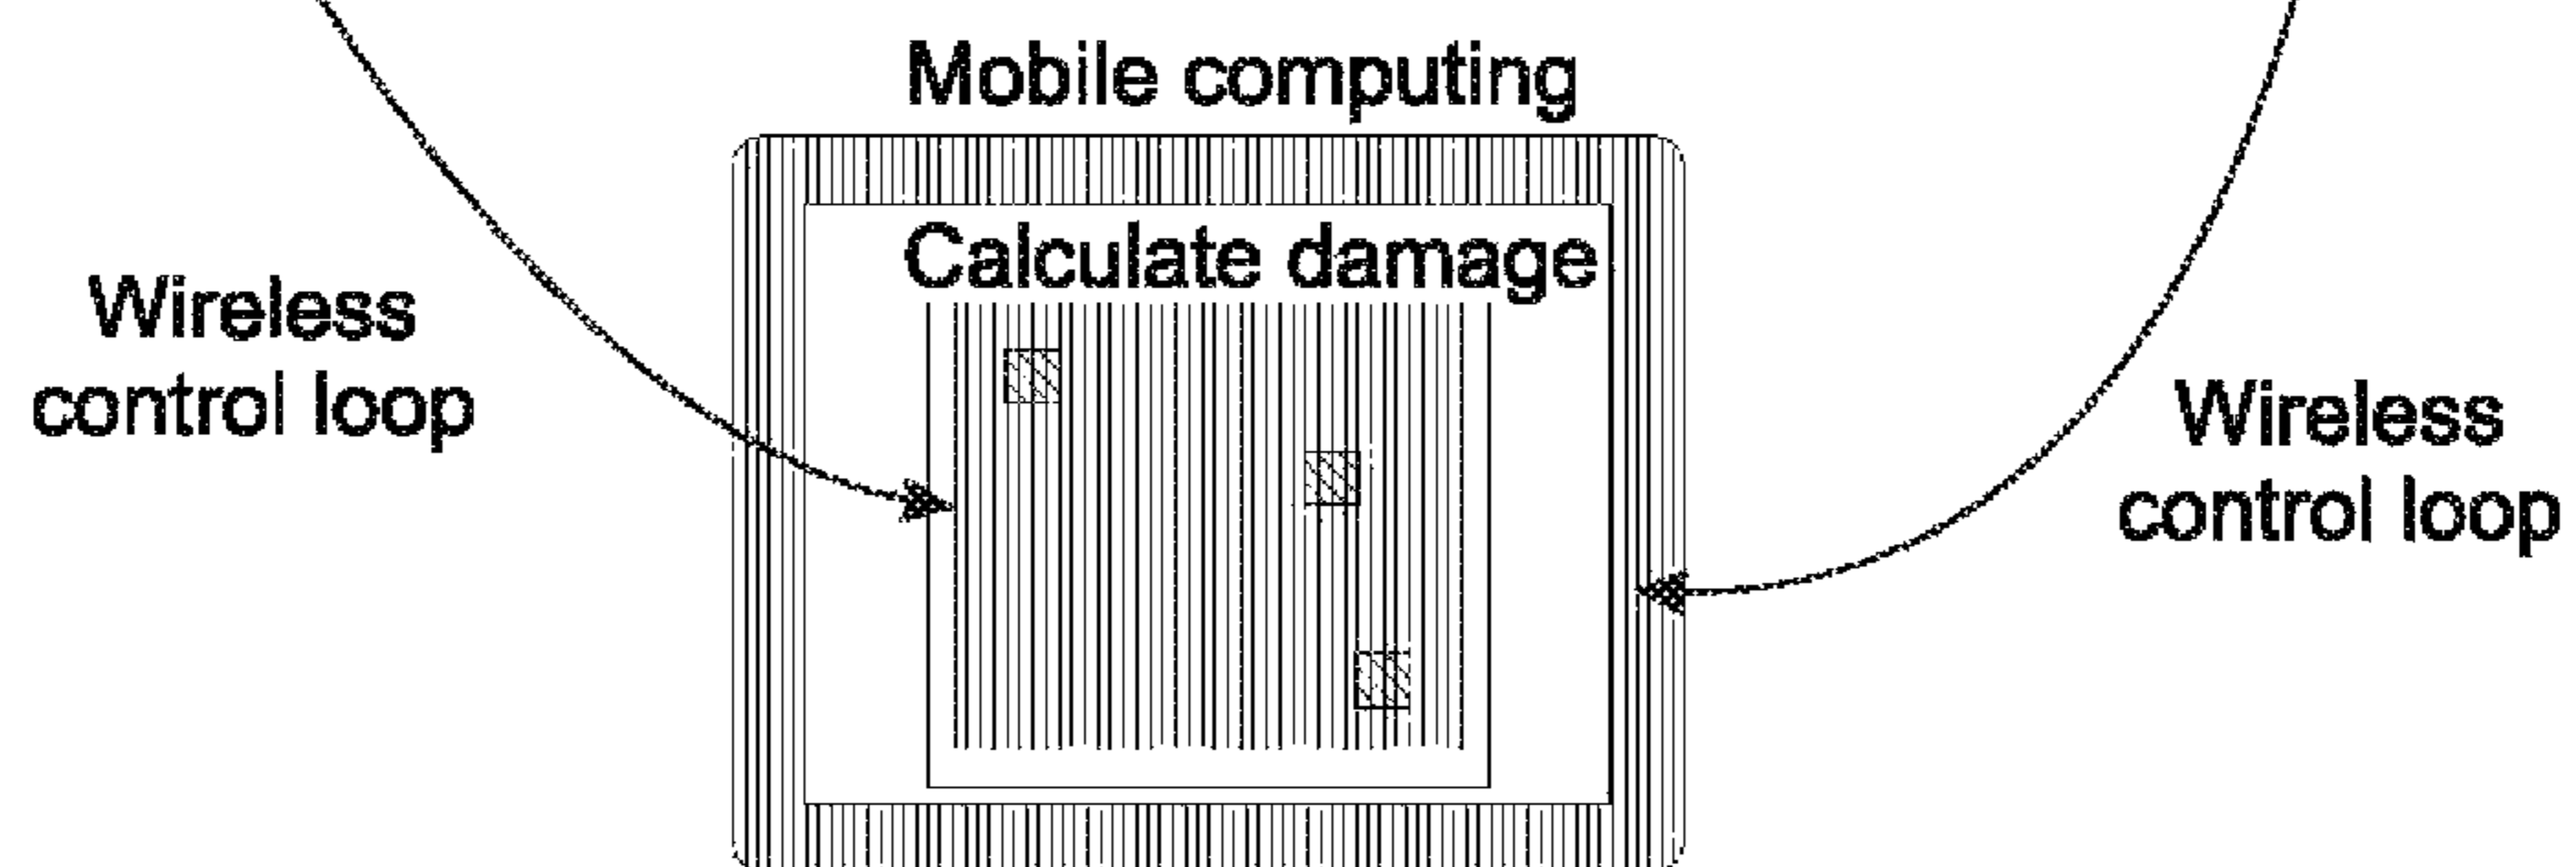 Mobile computing
Calculate damage
Wireless
control loop
Wireless
control loop